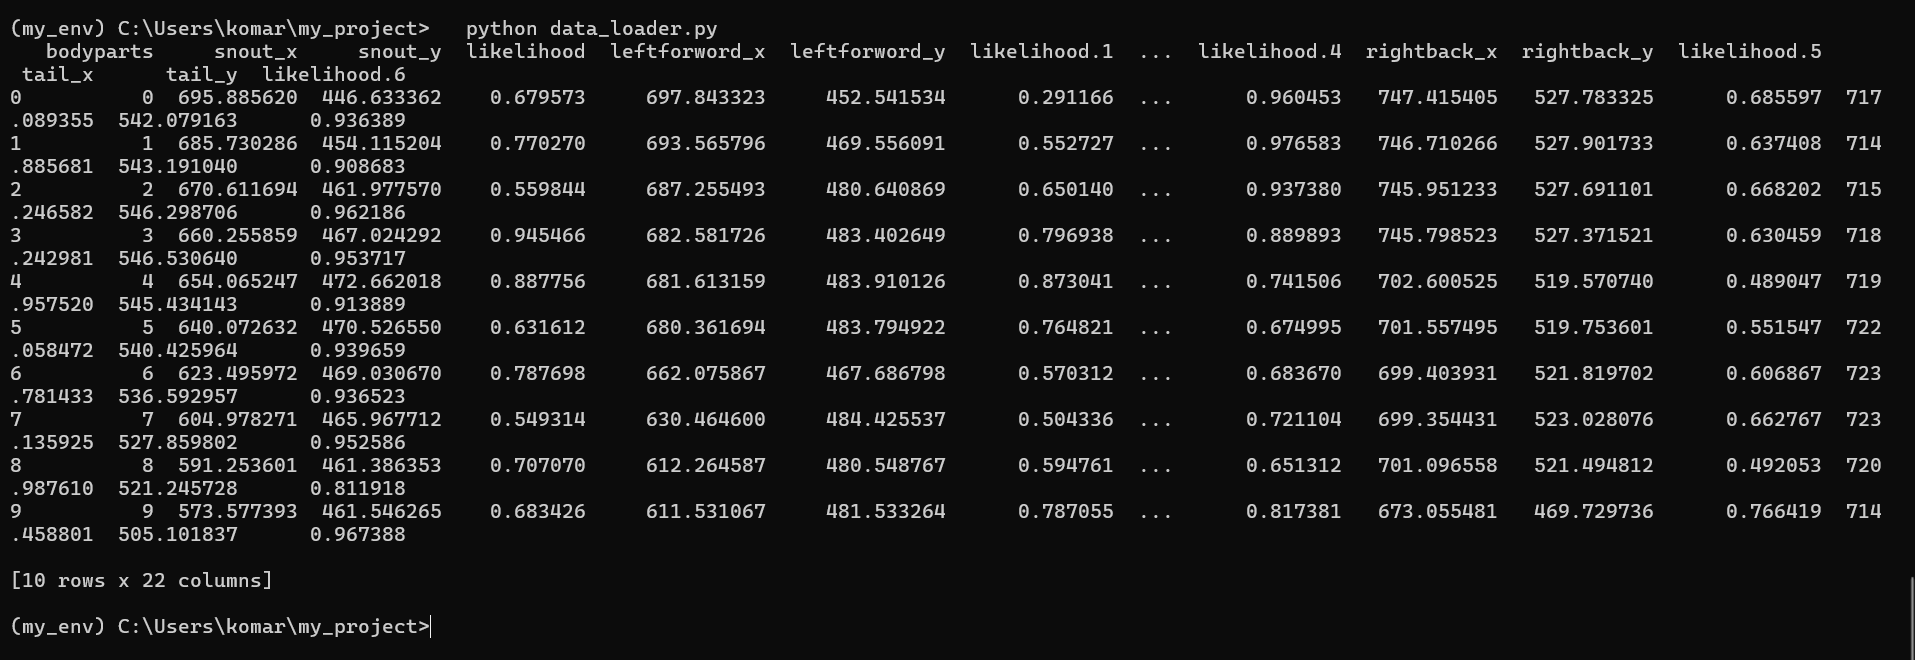 (my_env) C:\Users\komar\my_project>   python data_loader.py
   bodyparts     snout_x     snout_y  likelihood  leftforword_x  leftforword_y  likelihood.1  ...  likelihood.4  rightback_x  rightback_y  likelihood.5
 tail_x      tail_y  likelihood.6
0          0  695.885620  446.633362    0.679573     697.843323     452.541534      0.291166  ...      0.960453   747.415405   527.783325      0.685597  717
.089355  542.079163      0.936389
1          1  685.730286  454.115204    0.770270     693.565796     469.556091      0.552727  ...      0.976583   746.710266   527.901733      0.637408  714
.885681  543.191040      0.908683
2          2  670.611694  461.977570    0.559844     687.255493     480.640869      0.650140  ...      0.937380   745.951233   527.691101      0.668202  715
.246582  546.298706      0.962186
3          3  660.255859  467.024292    0.945466     682.581726     483.402649      0.796938  ...      0.889893   745.798523   527.371521      0.630459  718
.242981  546.530640      0.953717
4          4  654.065247  472.662018    0.887756     681.613159     483.910126      0.873041  ...      0.741506   702.600525   519.570740      0.489047  719
.957520  545.434143      0.913889
5          5  640.072632  470.526550    0.631612     680.361694     483.794922      0.764821  ...      0.674995   701.557495   519.753601      0.551547  722
.058472  540.425964      0.939659
6          6  623.495972  469.030670    0.787698     662.075867     467.686798      0.570312  ...      0.683670   699.403931   521.819702      0.606867  723
.781433  536.592957      0.936523
7          7  604.978271  465.967712    0.549314     630.464600     484.425537      0.504336  ...      0.721104   699.354431   523.028076      0.662767  723
.135925  527.859802      0.952586
8          8  591.253601  461.386353    0.707070     612.264587     480.548767      0.594761  ...      0.651312   701.096558   521.494812      0.492053  720
.987610  521.245728      0.811918
9          9  573.577393  461.546265    0.683426     611.531067     481.533264      0.787055  ...      0.817381   673.055481   469.729736      0.766419  714
.458801  505.101837      0.967388

[10 rows x 22 columns]

(my_env) C:\Users\komar\my_project>